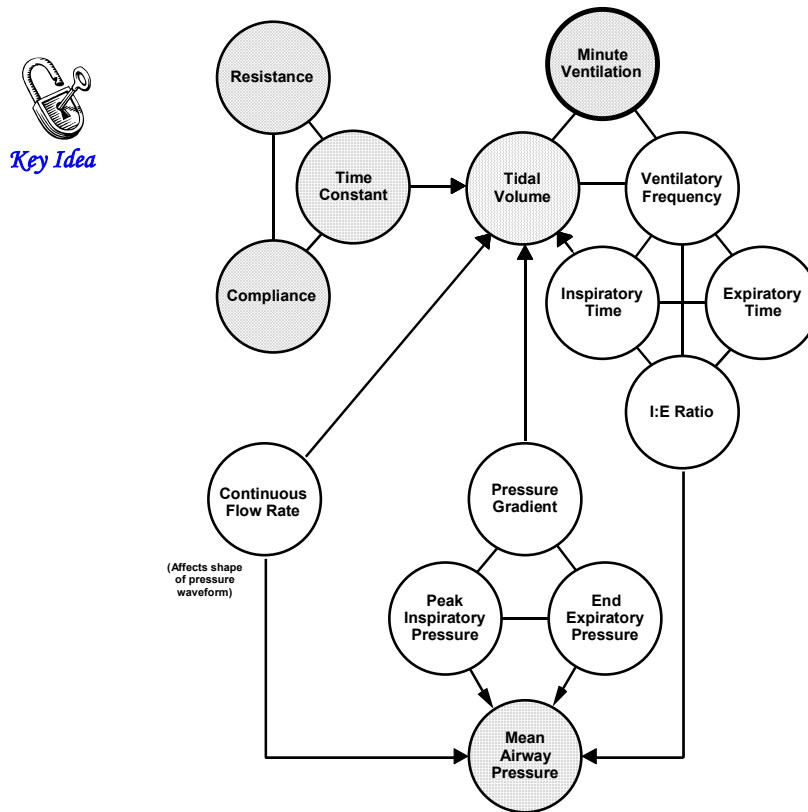 Key Idea
Resistance
Minute
Ventilation
Time
Constant
Tidal
Volume
Ventilatory
Frequency
Compliance
Inspiratory
Time
Expiratory
Time
I:E Ratio
Continuous
Flow Rate
(Affects shape
of pressure
waveform)
Pressure
Gradient
Peak
Inspiratory
Pressure
End
Expiratory
Pressure
Mean
Airway
Pressure